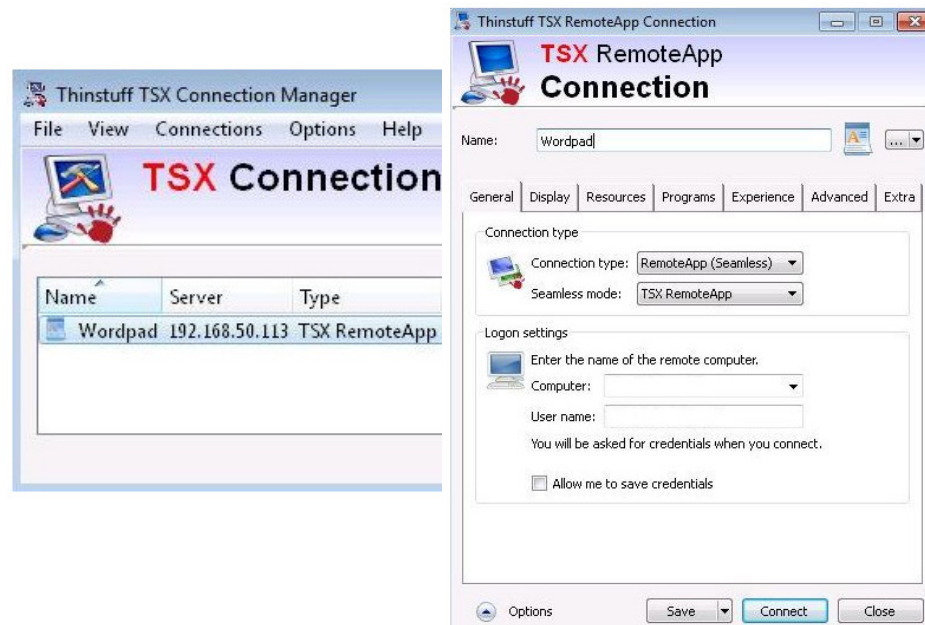 Thinstuff TSX Connection Manager
File View Connections Options Help
TSX Connection
Name Server Type
Wordpad 192.168.50.113 TSX RemoteApp
Thinstuff TSX RemoteApp Connection
TSX RemoteApp
Connection
Name: Wordpad ...
General Display Resources Programs Experience Advanced Extra
Connection type
Connection type: RemoteApp (Seamless)
Seamless mode: TSX RemoteApp
Logon settings
Enter the name of the remote computer.
Computer:
User name:
You will be asked for credentials when you connect.
Allow me to save credentials
Options Save Connect Close